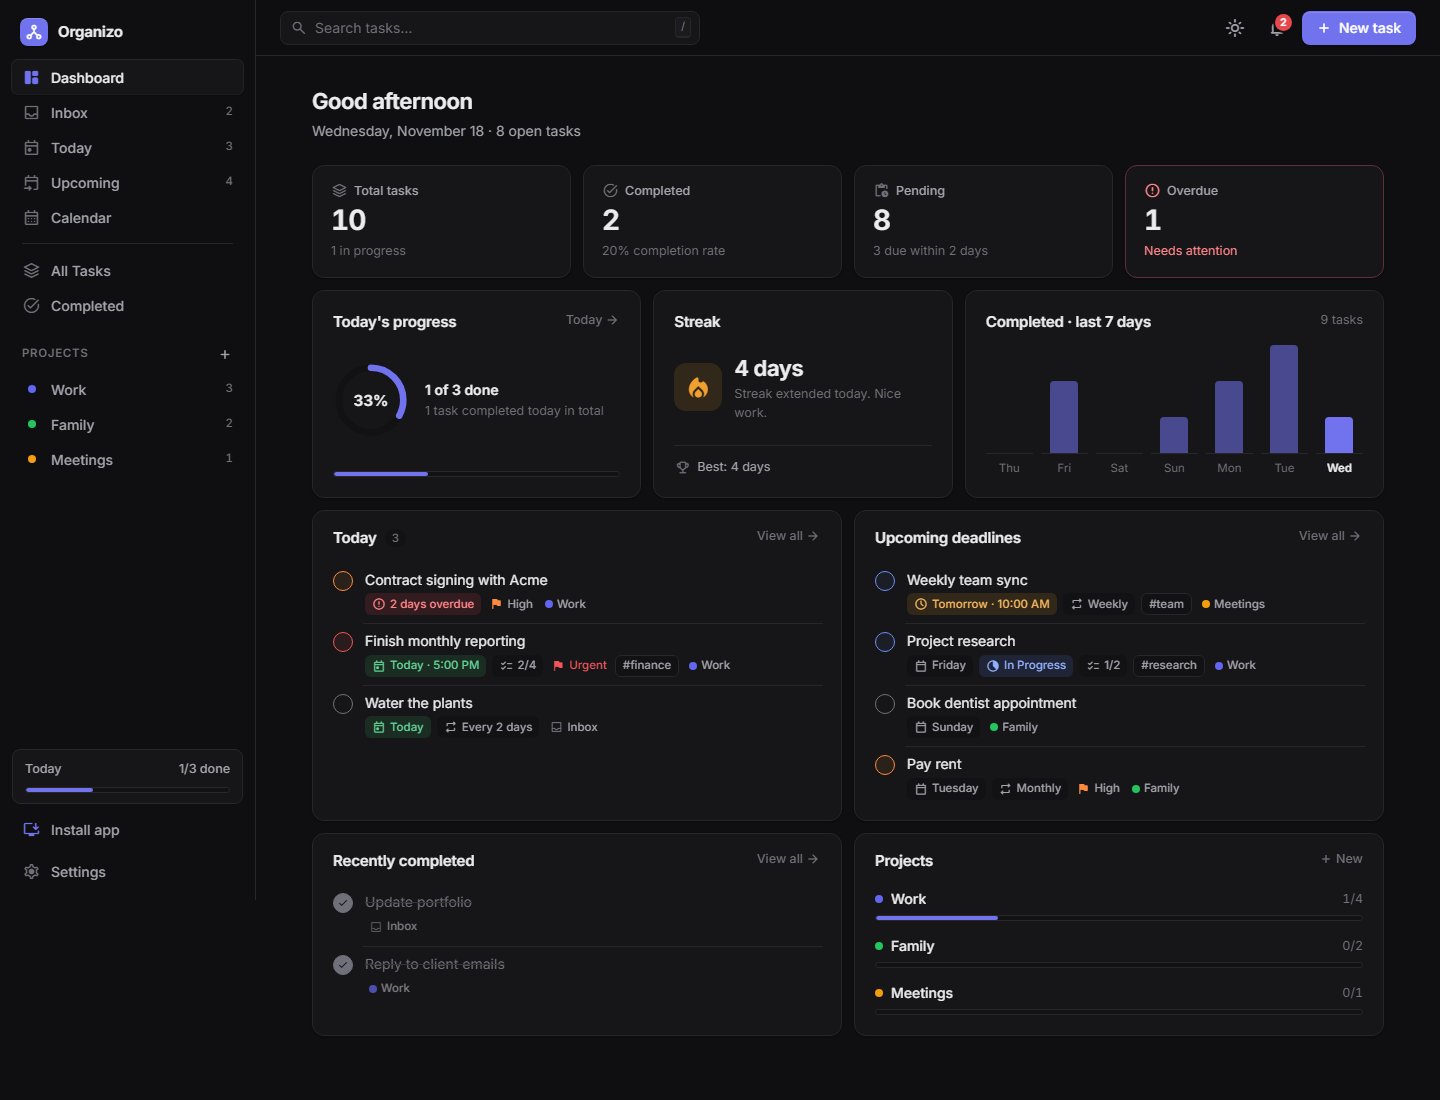 Organizo
Search tasks...
/
2
New task
Dashboard
Inbox
2
Today
3
Upcoming
4
Calendar
All Tasks
Completed
PROJECTS
+
Work
3
Family
2
Meetings
1
Today
1/3 done
Install app
Settings
Good afternoon
Wednesday, November 18 · 8 open tasks
Total tasks
10
1 in progress
Completed
2
20% completion rate
Pending
8
3 due within 2 days
Overdue
1
Needs attention
Today's progress
Today →
33%
1 of 3 done
1 task completed today in total
Streak
4 days
Streak extended today. Nice
work.
Best: 4 days
Completed · last 7 days
9 tasks
Thu Fri Sat Sun Mon Tue Wed
Today 3
View all →
Contract signing with Acme
2 days overdue High Work
Finish monthly reporting
Today · 5:00 PM 2/4 Urgent #finance Work
Water the plants
Today Every 2 days Inbox
Upcoming deadlines
View all →
Weekly team sync
Tomorrow · 10:00 AM Weekly #team Meetings
Project research
Friday In Progress 1/2 #research Work
Book dentist appointment
Sunday Family
Pay rent
Tuesday Monthly High Family
Recently completed
View all →
Update portfolio
Inbox
Reply to client emails
Work
Projects
+ New
Work
1/4
Family
0/2
Meetings
0/1